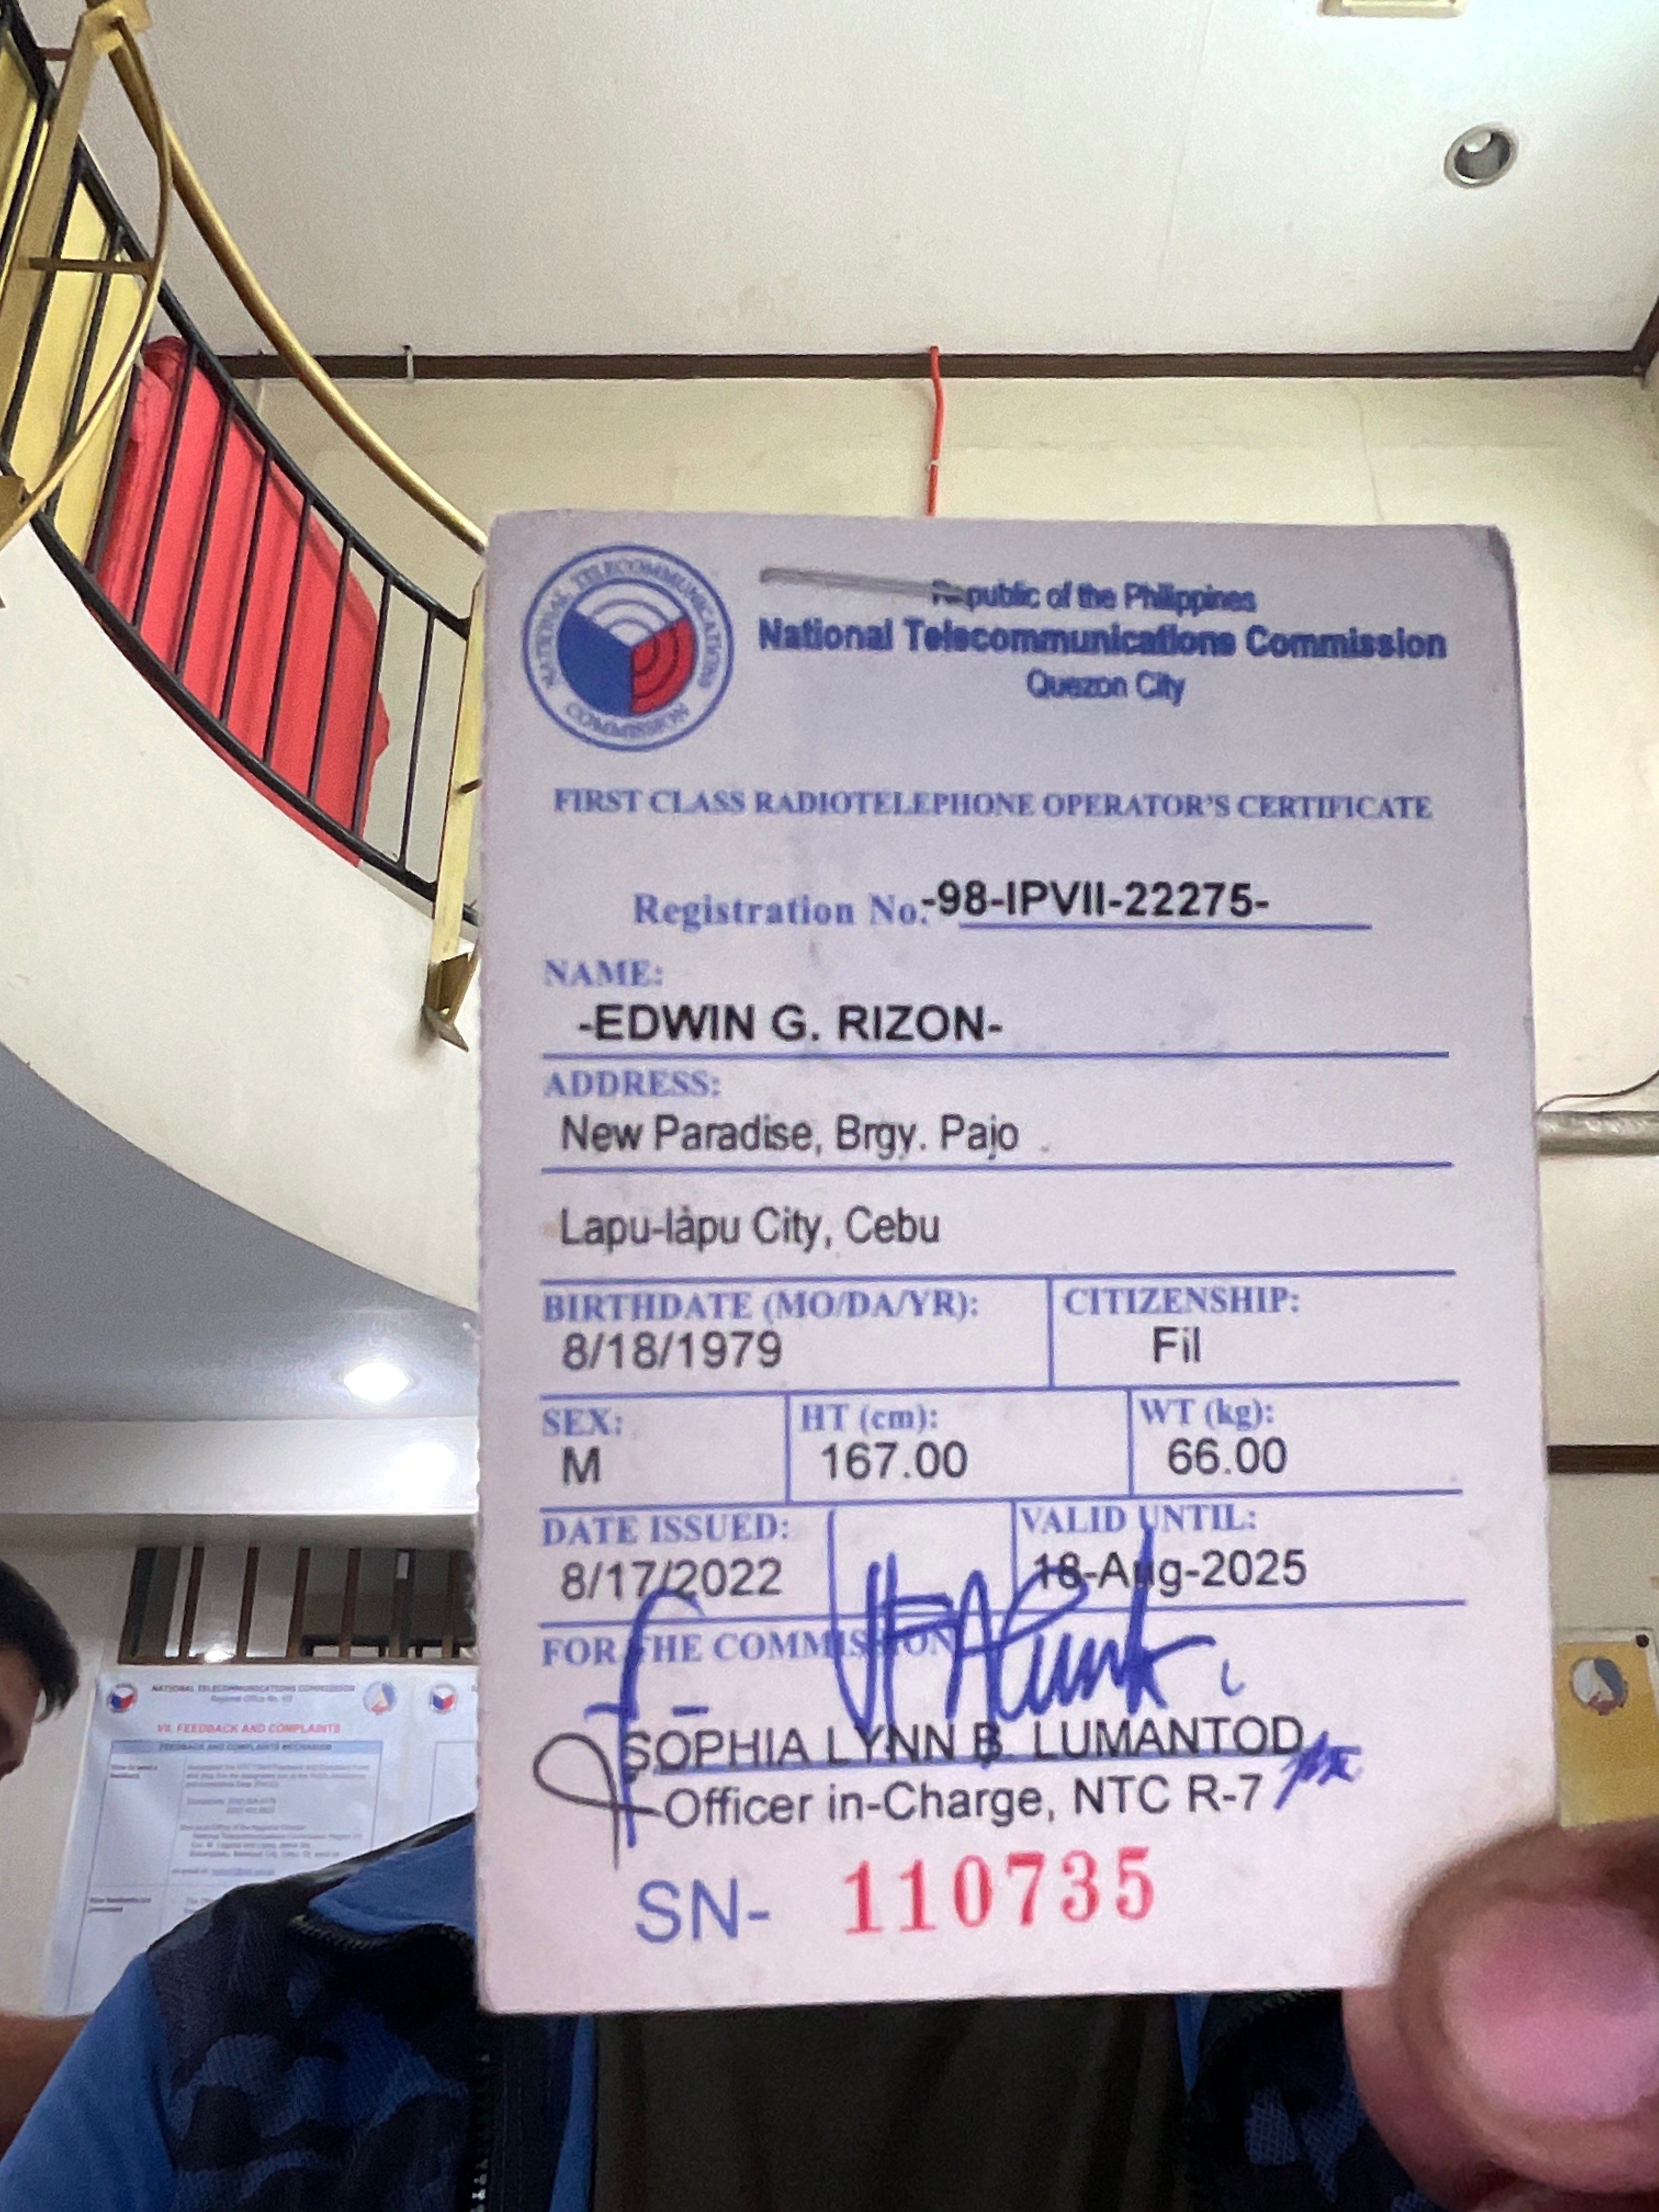 NATIONAL TELECOMMUNICATIONS COMMISSION
Republic of the Philippines
National Telecommunications Commission
Quezon City
FIRST CLASS RADIOTELEPHONE OPERATOR'S CERTIFICATE
Registration No. -98-IPVII-22275-
NAME:
-EDWIN G. RIZON-
ADDRESS:
New Paradise, Brgy. Pajo
Lapu-lapu City, Cebu
BIRTHDATE (MO/DA/YR): CITIZENSHIP:
8/18/1979 Fil
SEX: HT (cm): WT (kg):
M 167.00 66.00
DATE ISSUED: VALID UNTIL:
8/17/2022 18-Aug-2025
FOR THE COMMISSION
SOPHIA LYNN B. LUMANTOD
Officer in-Charge, NTC R-7
SN- 110735
NATIONAL TELECOMMUNICATIONS COMMISSION
VII. FEEDBACK AND COMPLAINTS
FEEDBACK AND COMPLAINTS MECHANISM